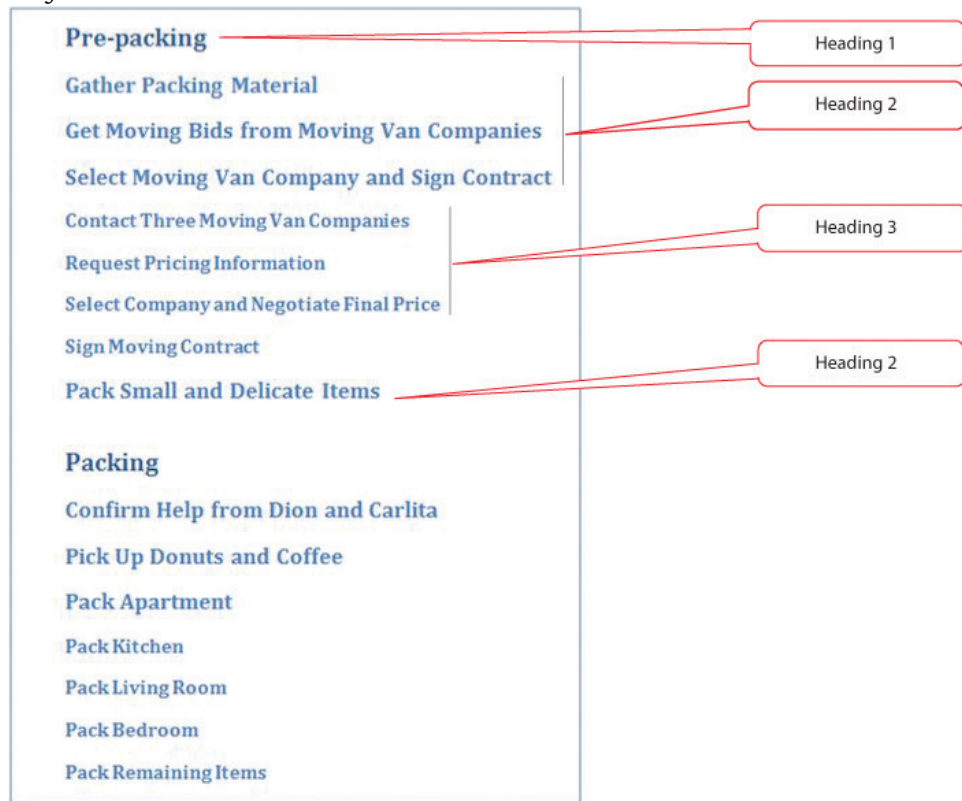 Pre-packing
Heading 1
Gather Packing Material
Heading 2
Get Moving Bids from Moving Van Companies
Select Moving Van Company and Sign Contract
Contact Three Moving Van Companies
Heading 3
Request Pricing Information
Select Company and Negotiate Final Price
Sign Moving Contract
Heading 2
Pack Small and Delicate Items
Packing
Confirm Help from Dion and Carlita
Pick Up Donuts and Coffee
Pack Apartment
Pack Kitchen
Pack Living Room
Pack Bedroom
Pack Remaining Items